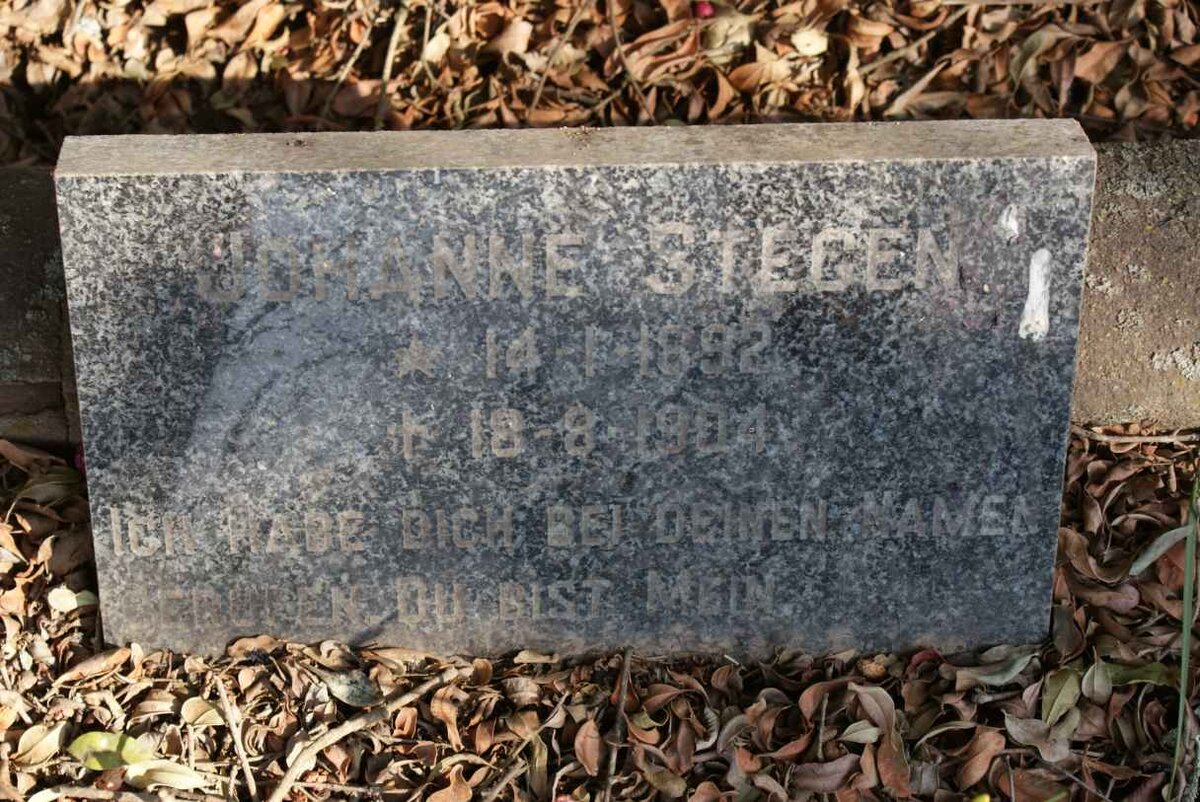 JOHANNE STEGEN
★ 14-1-1892
† 18-8-1904
ICH HABE DICH BEI DEINEN NAMEN
GERUFEN. DU BIST MEIN